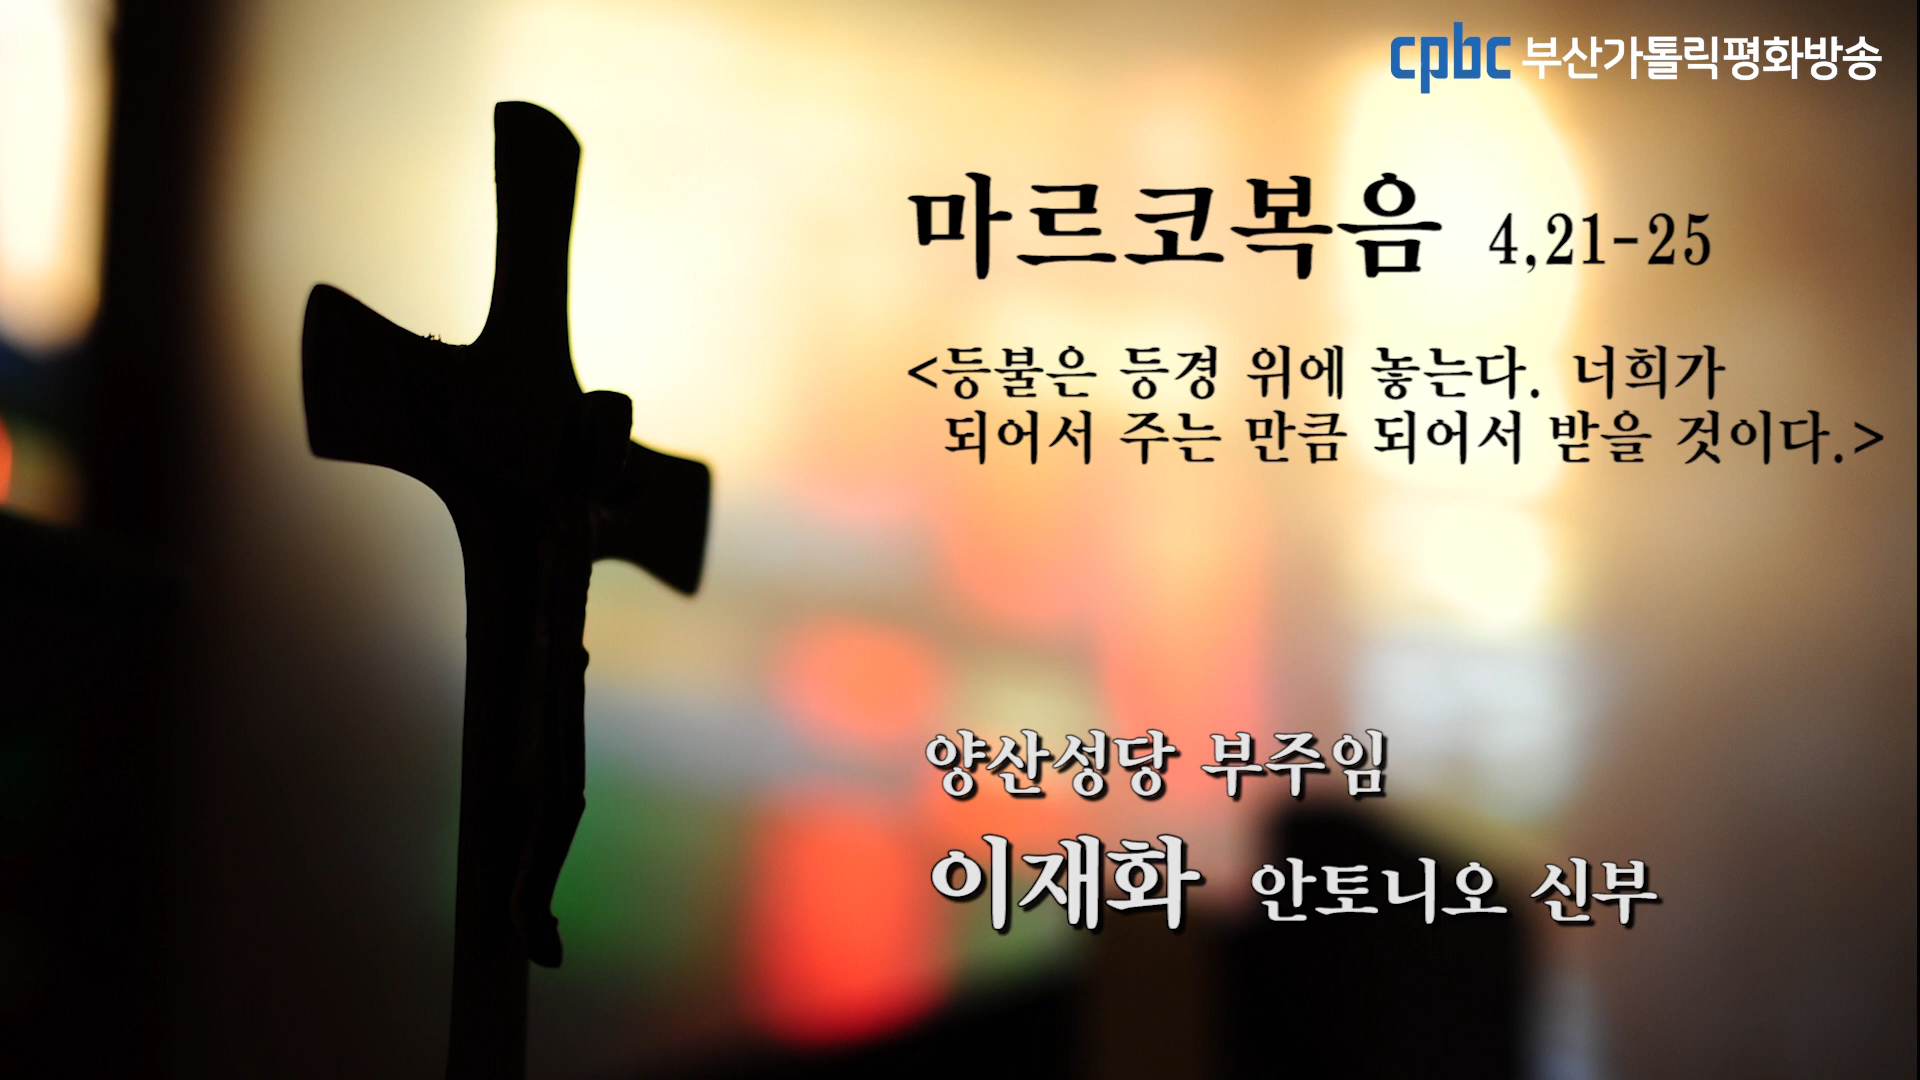 cpbc 부산가톨릭평화방송
마르코복음 4,21-25
<등불은 등경 위에 놓는다. 너희가
되어서 주는 만큼 되어서 받을 것이다.>
양산성당 부주임
이재화 안토니오 신부